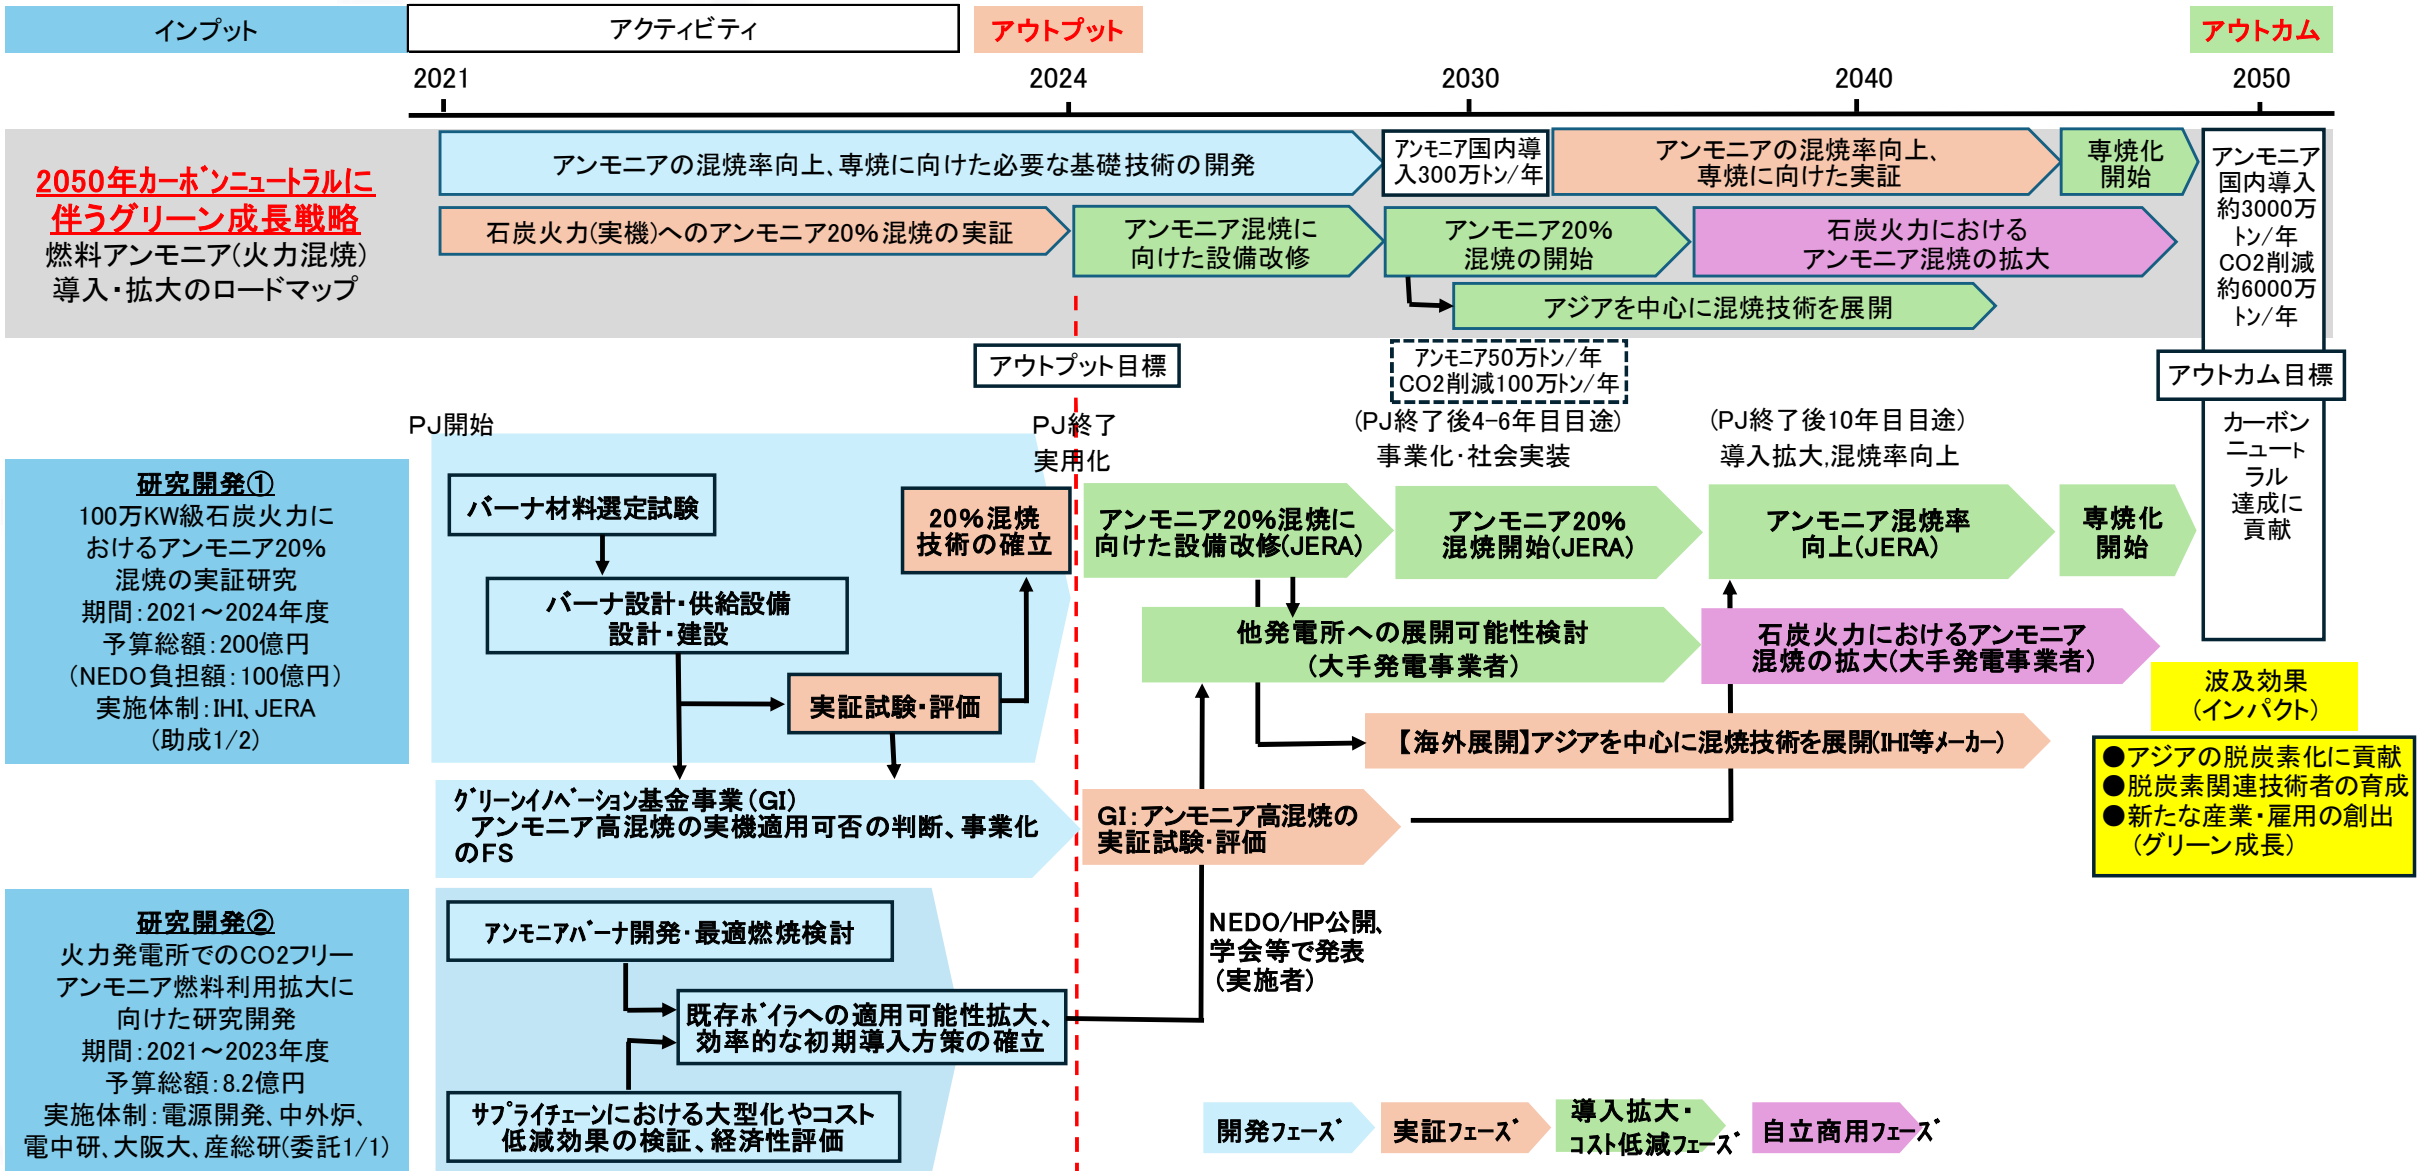 インプット
アクティビティ
アウトプット
アウトカム
2021
2024
2030
2040
2050
2050年カーボンニュートラルに
伴うグリーン成長戦略
燃料アンモニア(火力混焼)
導入・拡大のロードマップ
アンモニアの混焼率向上、専焼に向けた必要な基礎技術の開発
アンモニア国内導
入300万トン/年
アンモニアの混焼率向上、
専焼に向けた実証
専焼化
開始
石炭火力(実機)へのアンモニア20%混焼の実証
アンモニア混焼に
向けた設備改修
アンモニア20%
混焼の開始
石炭火力における
アンモニア混焼の拡大
アジアを中心に混焼技術を展開
アンモニア
国内導入
約3000万
トン/年
CO2削減
約6000万
トン/年
アウトプット目標
アンモニア50万トン/年
CO2削減100万トン/年
アウトカム目標
カーボン
ニュート
ラル
達成に
貢献
PJ開始
PJ終了
実用化
(PJ終了後4-6年目目途)
事業化・社会実装
(PJ終了後10年目目途)
導入拡大,混焼率向上
研究開発①
100万KW級石炭火力に
おけるアンモニア20%
混焼の実証研究
期間:2021～2024年度
予算総額:200億円
(NEDO負担額:100億円)
実施体制:IHI、JERA
(助成1/2)
バーナ材料選定試験
バーナ設計・供給設備
設計・建設
実証試験・評価
20%混焼
技術の確立
アンモニア20%混焼に
向けた設備改修(JERA)
アンモニア20%
混焼開始(JERA)
アンモニア混焼率
向上(JERA)
専焼化
開始
他発電所への展開可能性検討
(大手発電事業者)
石炭火力におけるアンモニア
混焼の拡大(大手発電事業者)
【海外展開】アジアを中心に混焼技術を展開(IHI等メーカー)
波及効果
(インパクト)
●アジアの脱炭素化に貢献
●脱炭素関連技術者の育成
●新たな産業・雇用の創出
(グリーン成長)
グリーンイノベーション基金事業(GI)
アンモニア高混焼の実機適用可否の判断、事業化
のFS
GI:アンモニア高混焼の
実証試験・評価
研究開発②
火力発電所でのCO2フリー
アンモニア燃料利用拡大に
向けた研究開発
期間:2021～2023年度
予算総額:8.2億円
実施体制:電源開発、中外炉、
電中研、大阪大、産総研(委託1/1)
アンモニアバーナ開発・最適燃焼検討
既存ボイラへの適用可能性拡大、
効率的な初期導入方策の確立
サプライチェーンにおける大型化やコスト
低減効果の検証、経済性評価
NEDO/HP公開、
学会等で発表
(実施者)
開発フェーズ
実証フェーズ
導入拡大・
コスト低減フェーズ
自立商用フェーズ